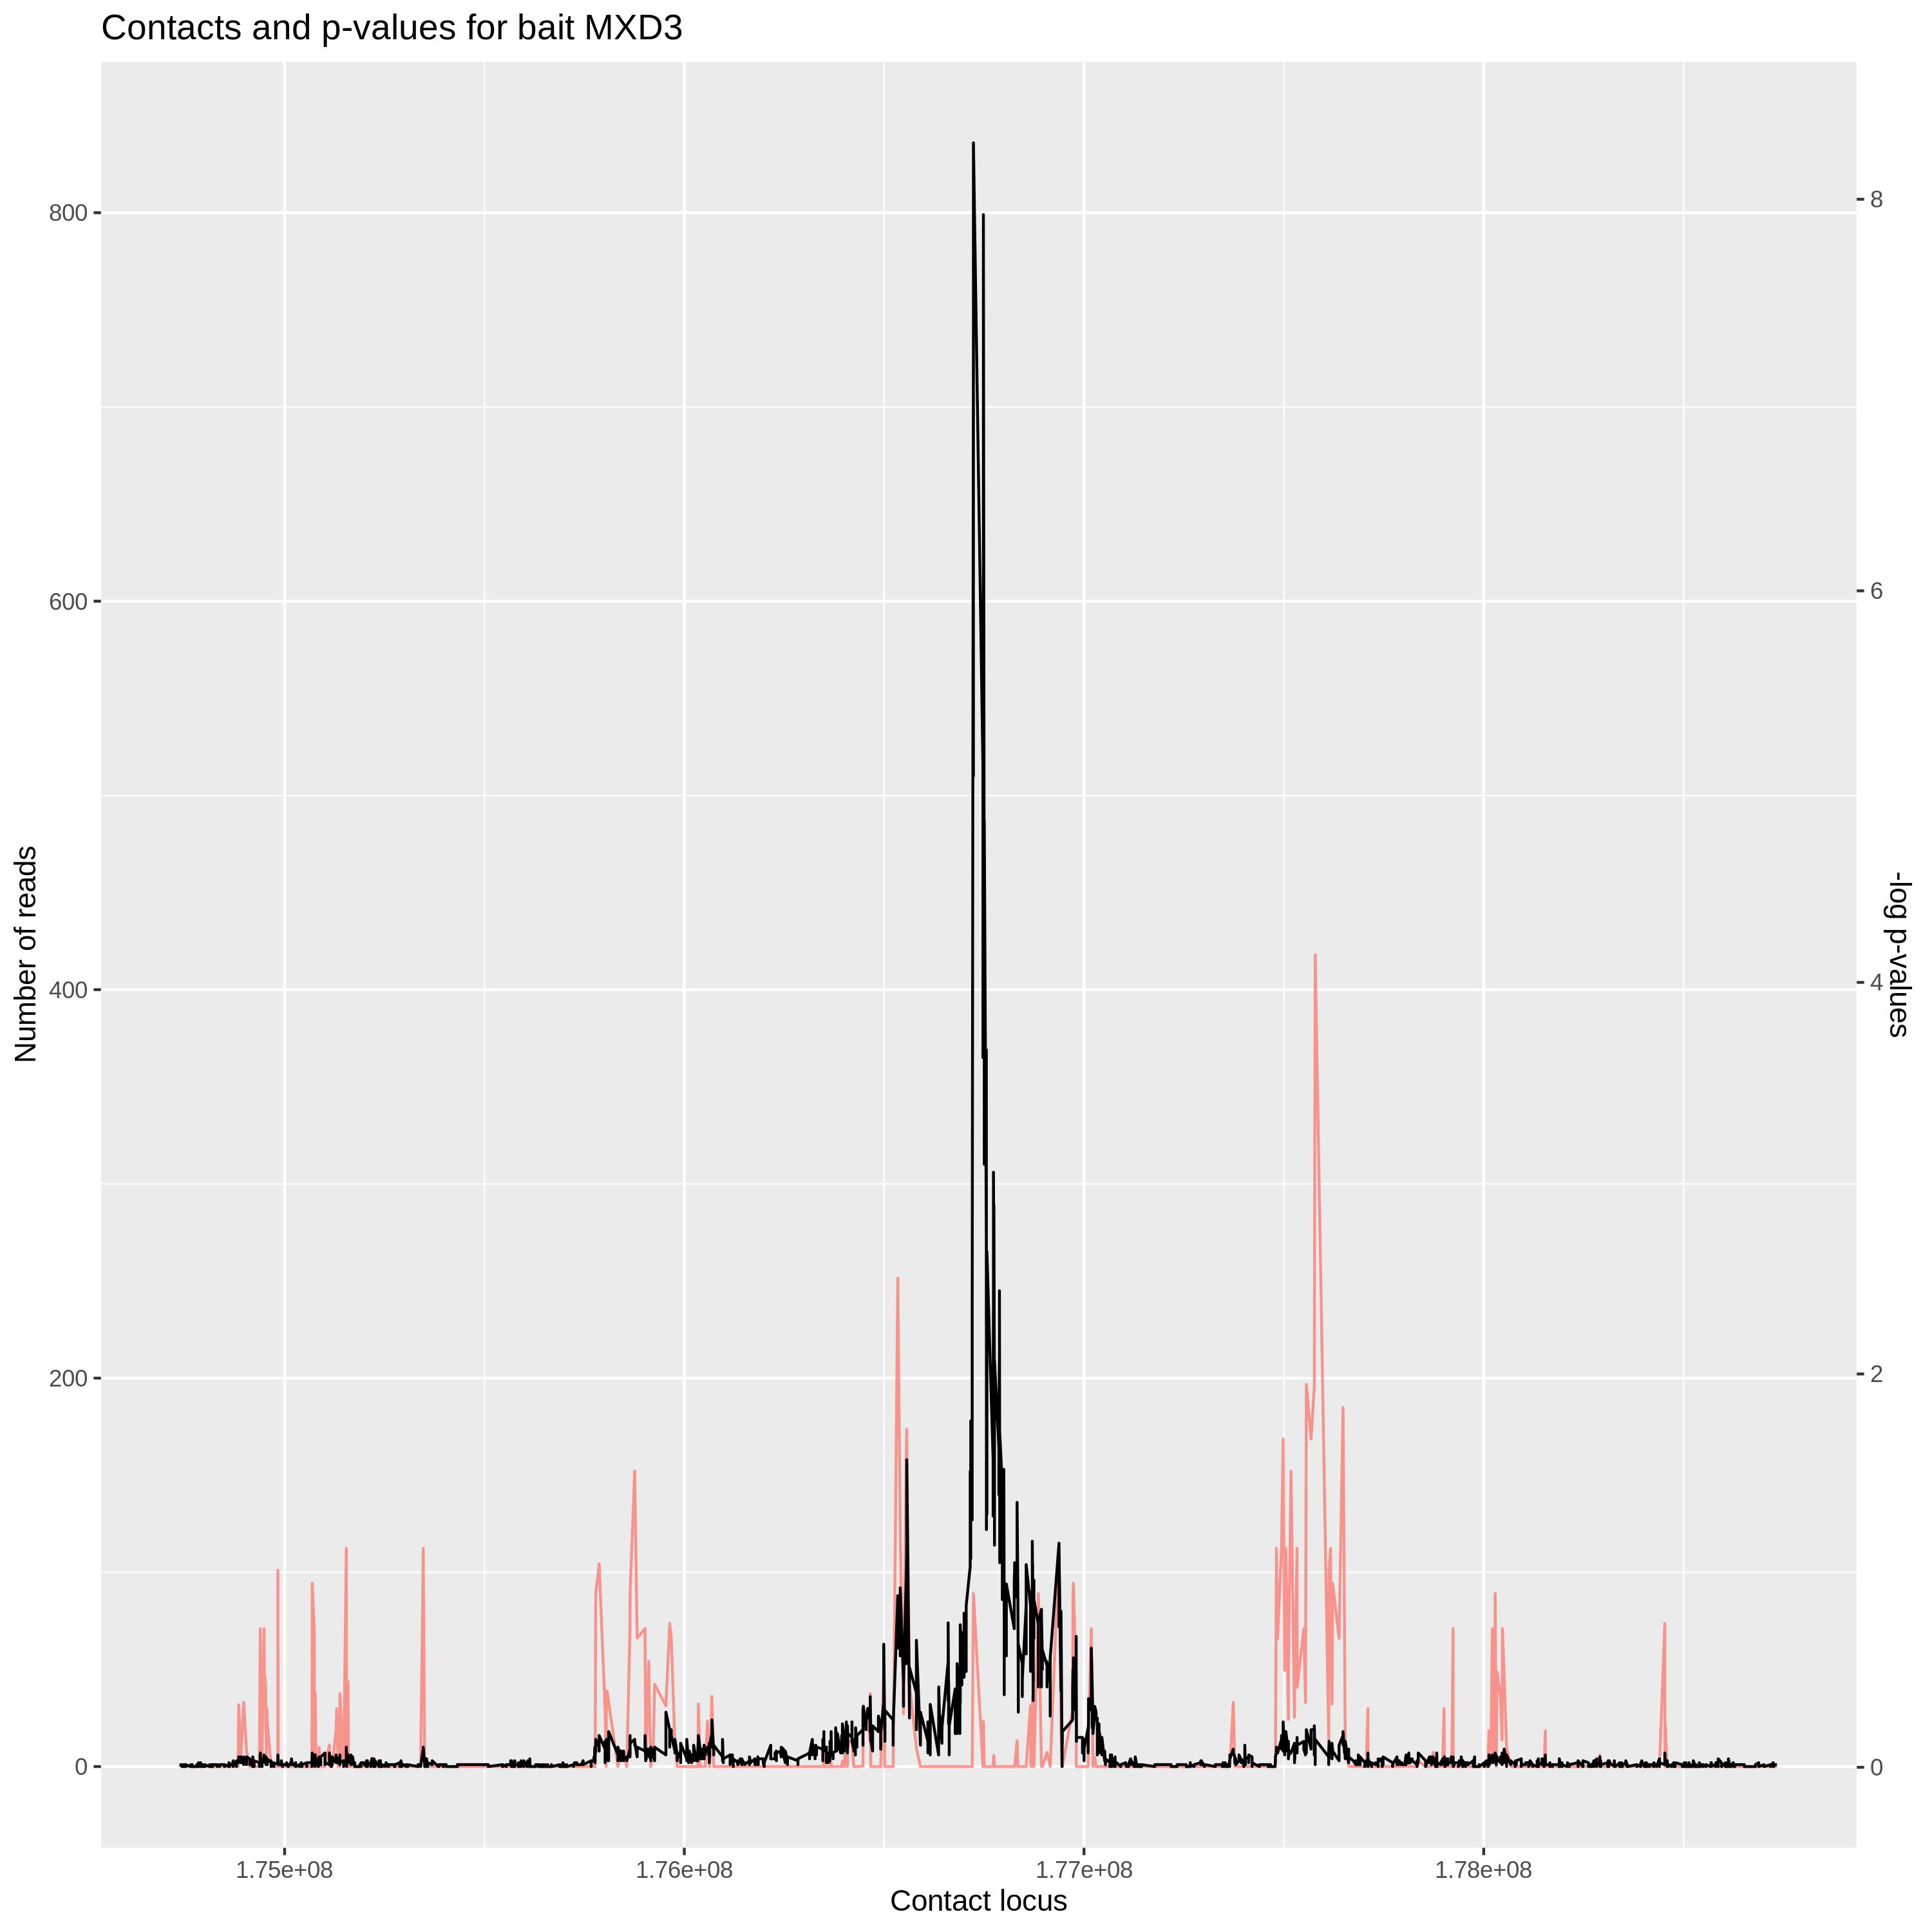 Contacts and p-values for bait MXD3
800
600
400
200
0
Number of reads
8
6
4
2
0
-log p-values
1.75e+08 1.76e+08 1.77e+08 1.78e+08
Contact locus